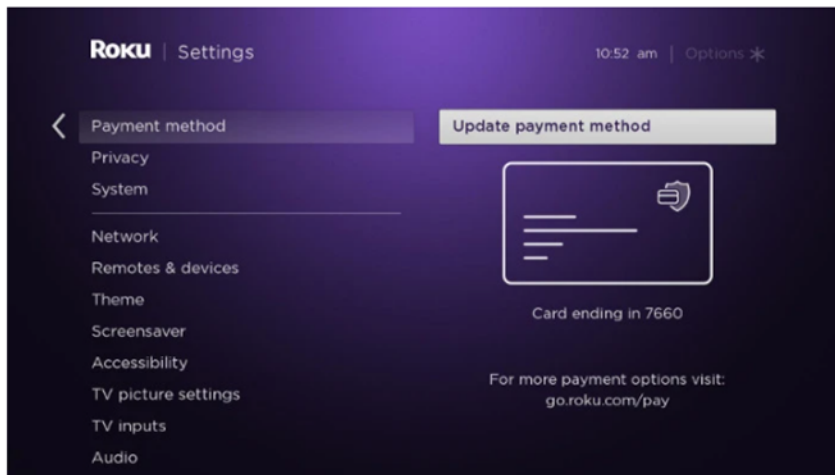 Roku | Settings
10:52 am | Options
Payment method
Privacy
System
Network
Remotes & devices
Theme
Screensaver
Accessibility
TV picture settings
TV inputs
Audio
Update payment method
Card ending in 7660
For more payment options visit:
go.roku.com/pay